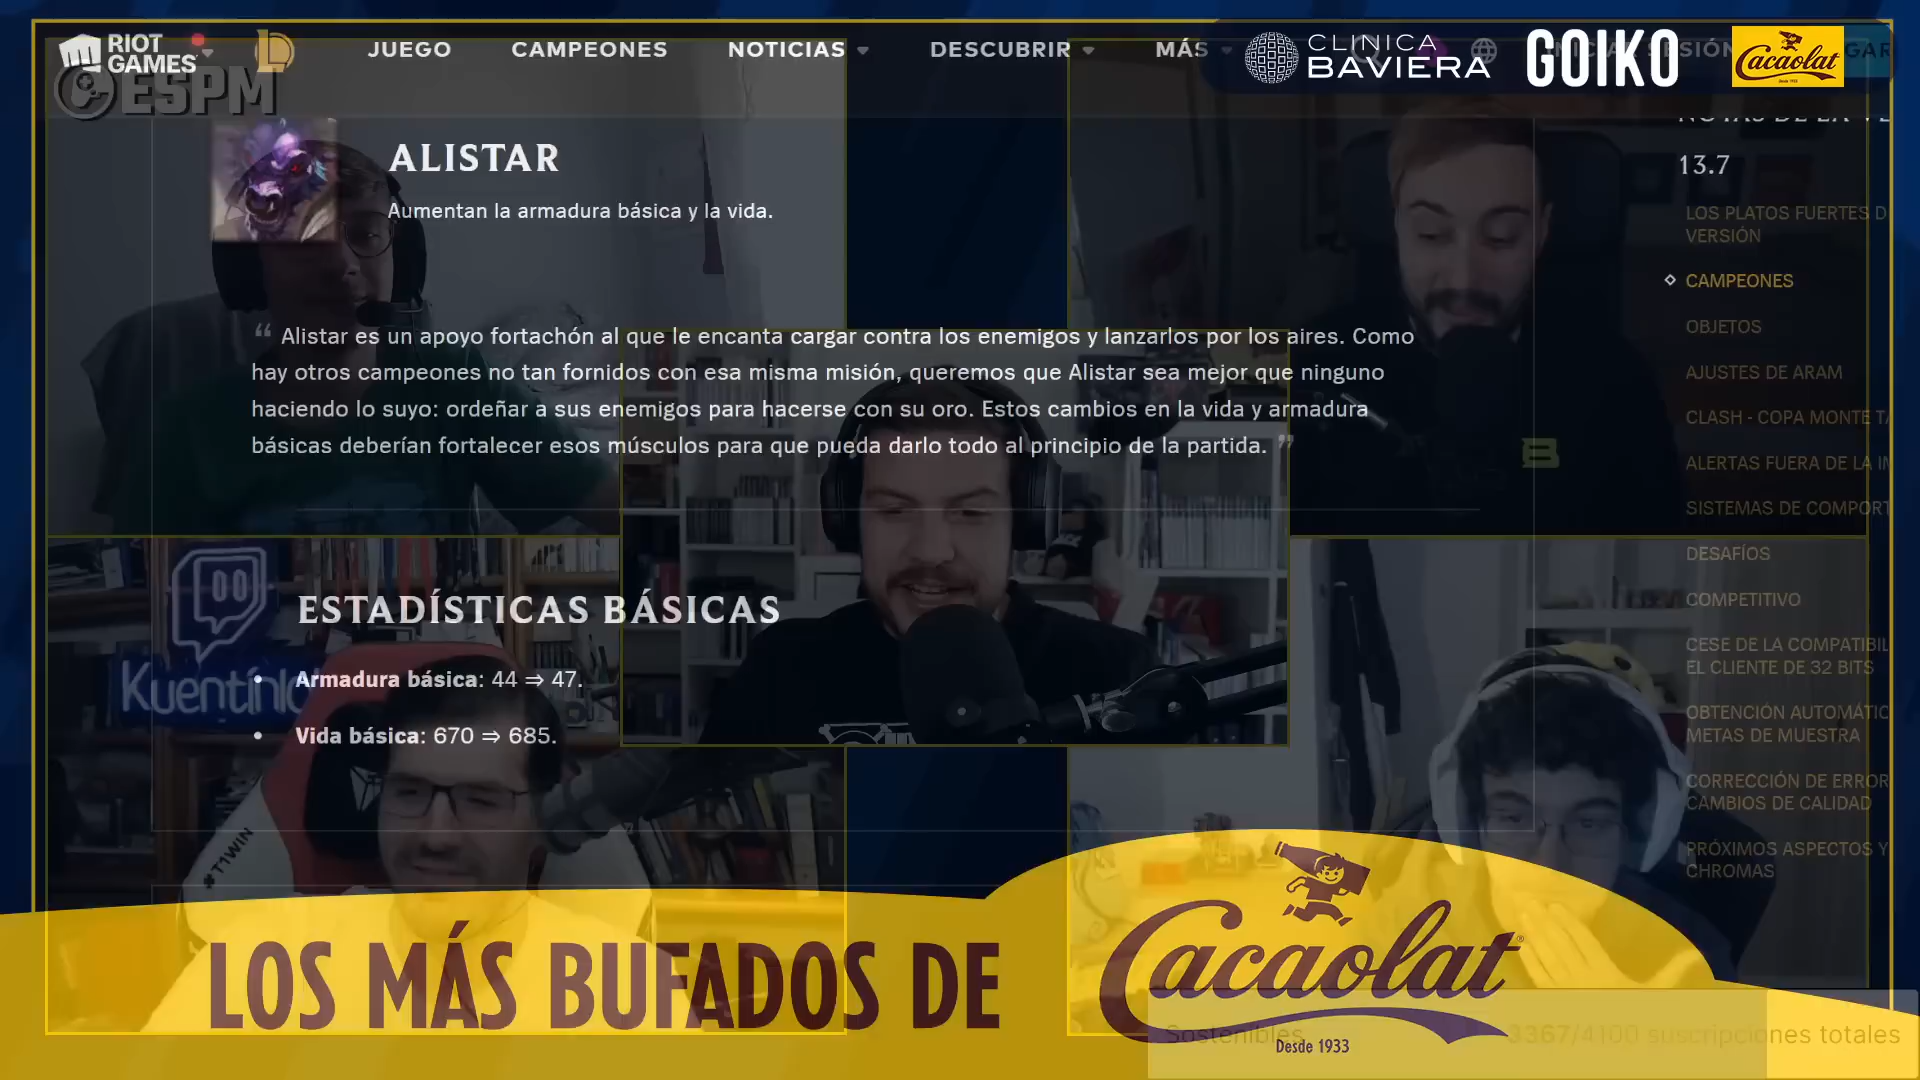 RIOT
GAMES
JUEGO
CAMPEONES
NOTICIAS
DESCUBRIR
MÁS
ESPM
CLINICA
BAVIERA
GOIKO
SESIÓN
Cacaolat
ALISTAR
Aumentan la armadura básica y la vida.
“ Alistar es un apoyo fortachón al que le encanta cargar contra los enemigos y lanzarlos por los aires. Como
hay otros campeones no tan fornidos con esa misma misión, queremos que Alistar sea mejor que ninguno
haciendo lo suyo: ordeñar a sus enemigos para hacerse con su oro. Estos cambios en la vida y armadura
básicas deberían fortalecer esos músculos para que pueda darlo todo al principio de la partida. ”
ESTADÍSTICAS BÁSICAS
• Armadura básica: 44 ⇒ 47.
• Vida básica: 670 ⇒ 685.
13.7
LOS PLATOS FUERTES D
VERSIÓN
CAMPEONES
OBJETOS
AJUSTES DE ARAM
CLASH - COPA MONTE
ALERTAS FUERA DE LA
SISTEMAS DE COMPORT
DESAFÍOS
COMPETITIVO
CESE DE LA COMPATIBIL
EL CLIENTE DE 32 BITS
OBTENCIÓN AUTOMÁTIC
METAS DE MUESTRA
CORRECCIÓN DE ERROR
CAMBIOS DE CALIDAD
PRÓXIMOS ASPECTOS Y
CHROMAS
#T1WIN
LOS MÁS BUFADOS DE
Cacaolat
Desde 1933
Sostenibles
3367/4100 suscripciones totales